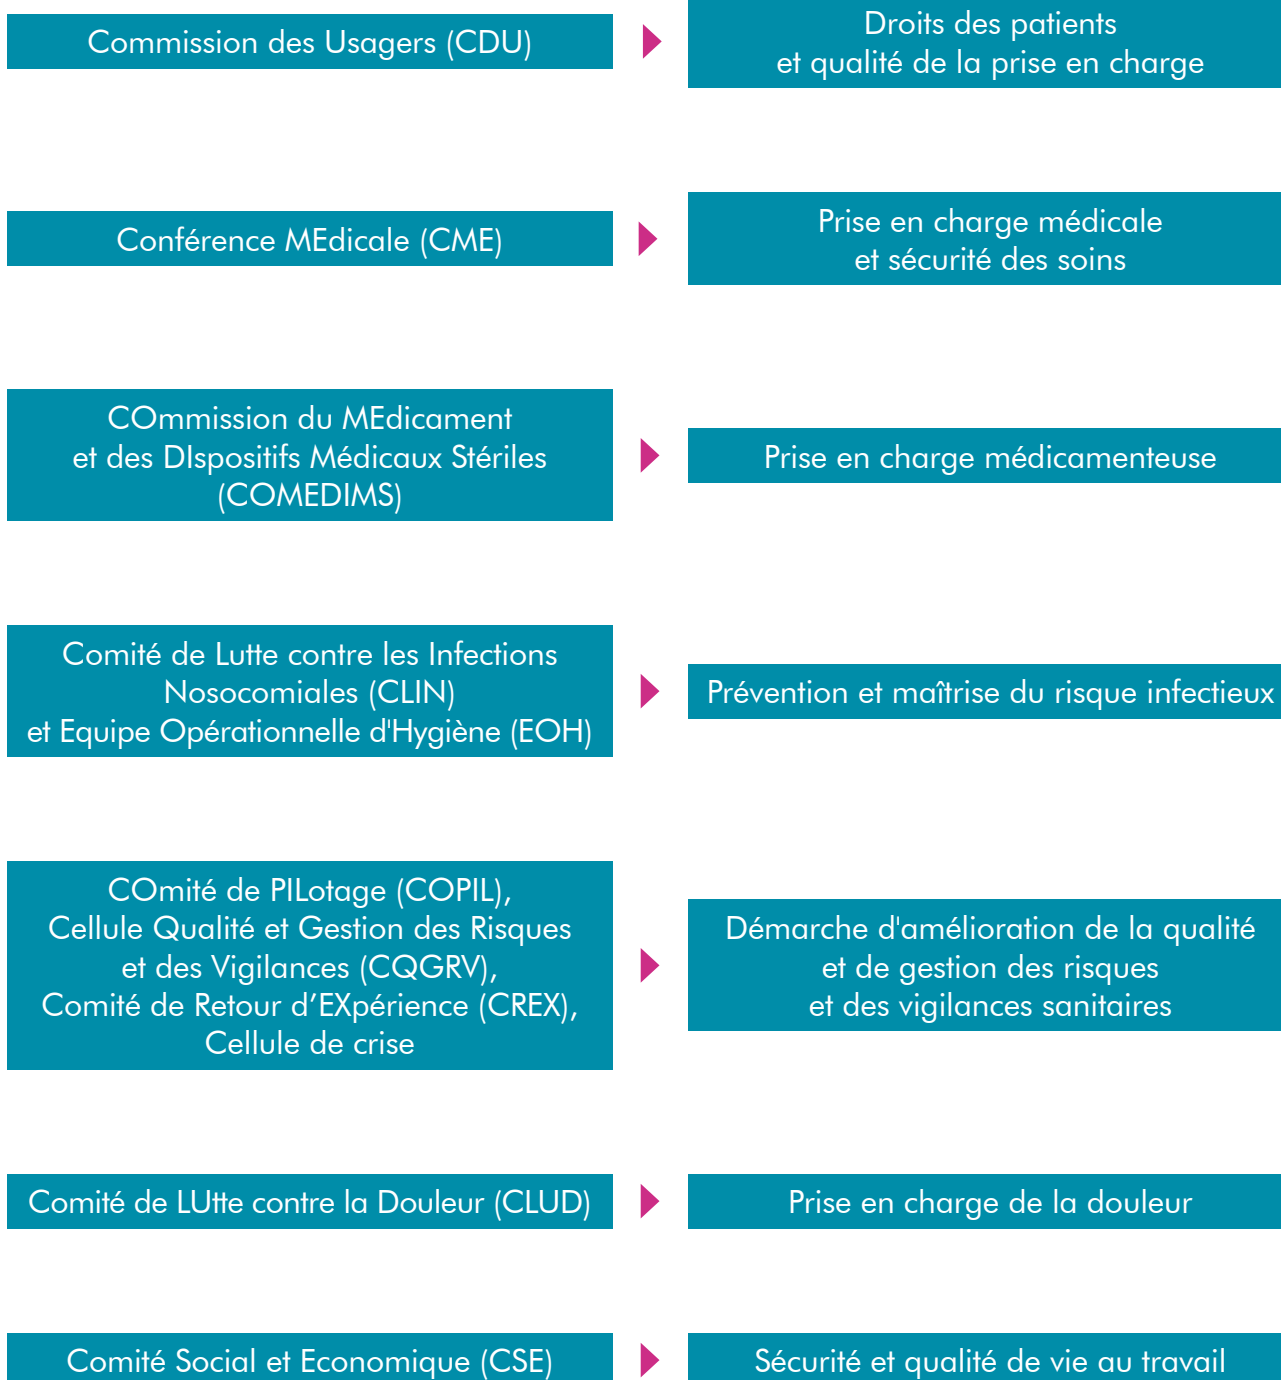 Commission des Usagers (CDU)
Droits des patients
et qualité de la prise en charge
Conférence MEdicale (CME)
Prise en charge médicale
et sécurité des soins
COmmission du MEdicament
et des DIspositifs Médicaux Stériles
(COMEDIMS)
Prise en charge médicamenteuse
Comité de Lutte contre les Infections
Nosocomiales (CLIN)
et Equipe Opérationnelle d'Hygiène (EOH)
Prévention et maîtrise du risque infectieux
COmité de PILotage (COPIL),
Cellule Qualité et Gestion des Risques
et des Vigilances (CQGRV),
Comité de Retour d’EXpérience (CREX),
Cellule de crise
Démarche d'amélioration de la qualité
et de gestion des risques
et des vigilances sanitaires
Comité de LUtte contre la Douleur (CLUD)
Prise en charge de la douleur
Comité Social et Economique (CSE)
Sécurité et qualité de vie au travail